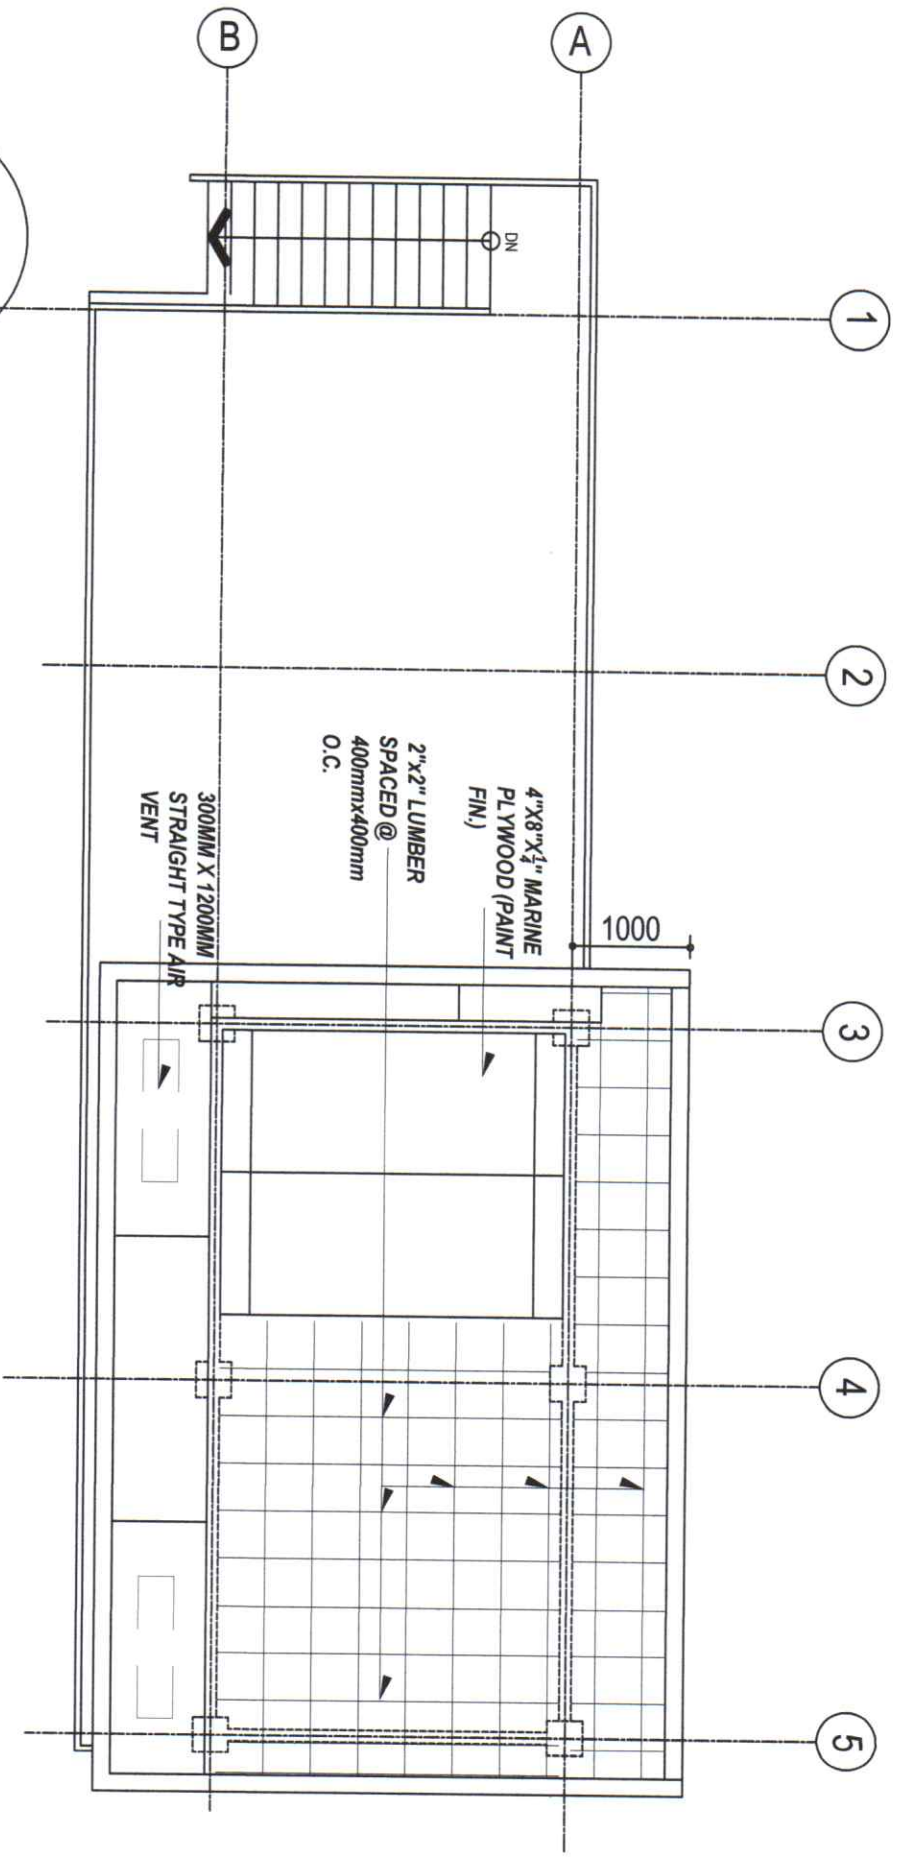 B
A
DN
1
2
3
4
5
1000
4"X8"X¼" MARINE
PLYWOOD (PAINT
FIN.)
2"x2" LUMBER
SPACED @
400mmx400mm
O.C.
300MM X 1200MM
STRAIGHT TYPE AIR
VENT